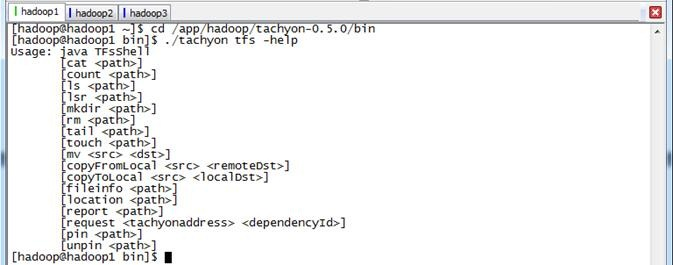 hadoop1 hadoop2 hadoop3
[hadoop@hadoop1 ~]$ cd /app/hadoop/tachyon-0.5.0/bin
[hadoop@hadoop1 bin]$ ./tachyon tfs -help
Usage: java TFsShell
[cat <path>]
[count <path>]
[ls <path>]
[lsr <path>]
[mkdir <path>]
[rm <path>]
[tail <path>]
[touch <path>]
[mv <src> <dst>]
[copyFromLocal <src> <remoteDst>]
[copyToLocal <src> <localDst>]
[fileinfo <path>]
[location <path>]
[report <path>]
[request <tachyonaddress> <dependencyId>]
[pin <path>]
[unpin <path>]
[hadoop@hadoop1 bin]$